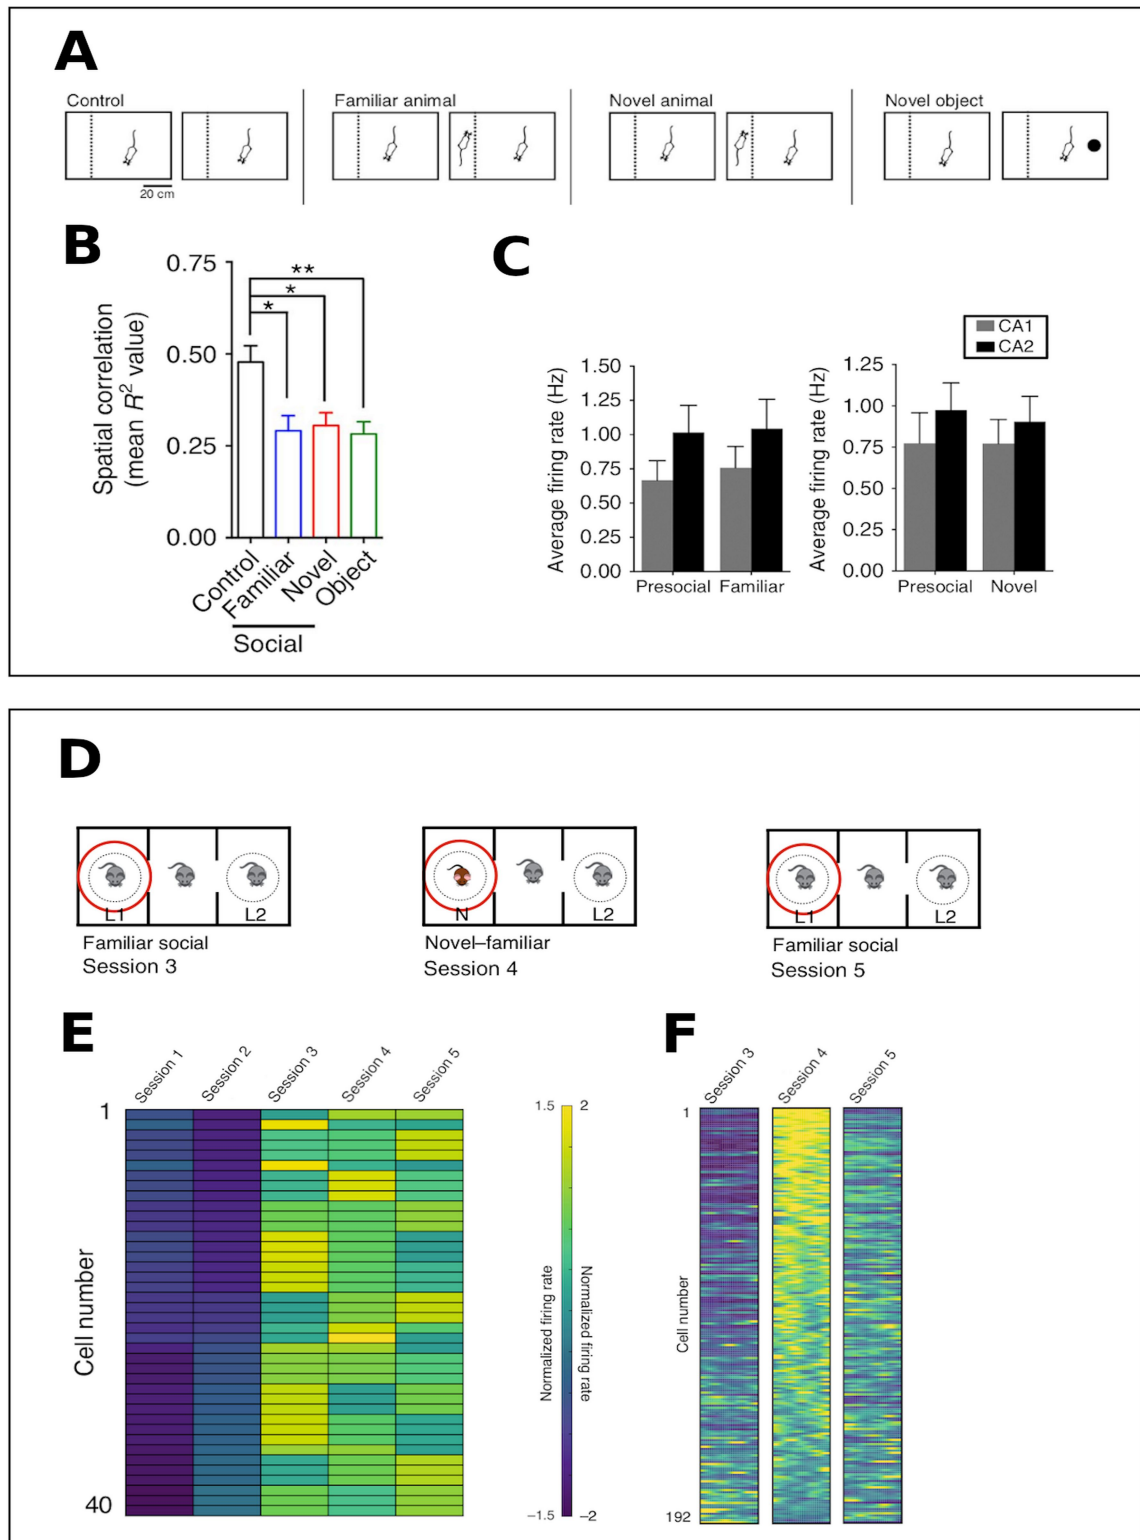 A
Control
Familiar animal
Novel animal
Novel object
20 cm
B
Spatial correlation
(mean R² value)
0.75
0.50
0.25
0.00
**
*
*
Control
Familiar
Novel
Object
Social
C
CA1
CA2
Average firing rate (Hz)
1.50
1.25
1.00
0.75
0.50
0.25
0.00
Presocial Familiar
Average firing rate (Hz)
1.25
1.00
0.75
0.50
0.25
0.00
Presocial Novel
D
L1 L2
Familiar social
Session 3
N L2
Novel–familiar
Session 4
L1 L2
Familiar social
Session 5
E
Session 1
Session 2
Session 3
Session 4
Session 5
Cell number
1
40
1.5 2
Normalized firing rate
Normalized firing rate
−1.5 −2
F
Session 3
Session 4
Session 5
Cell number
1
192